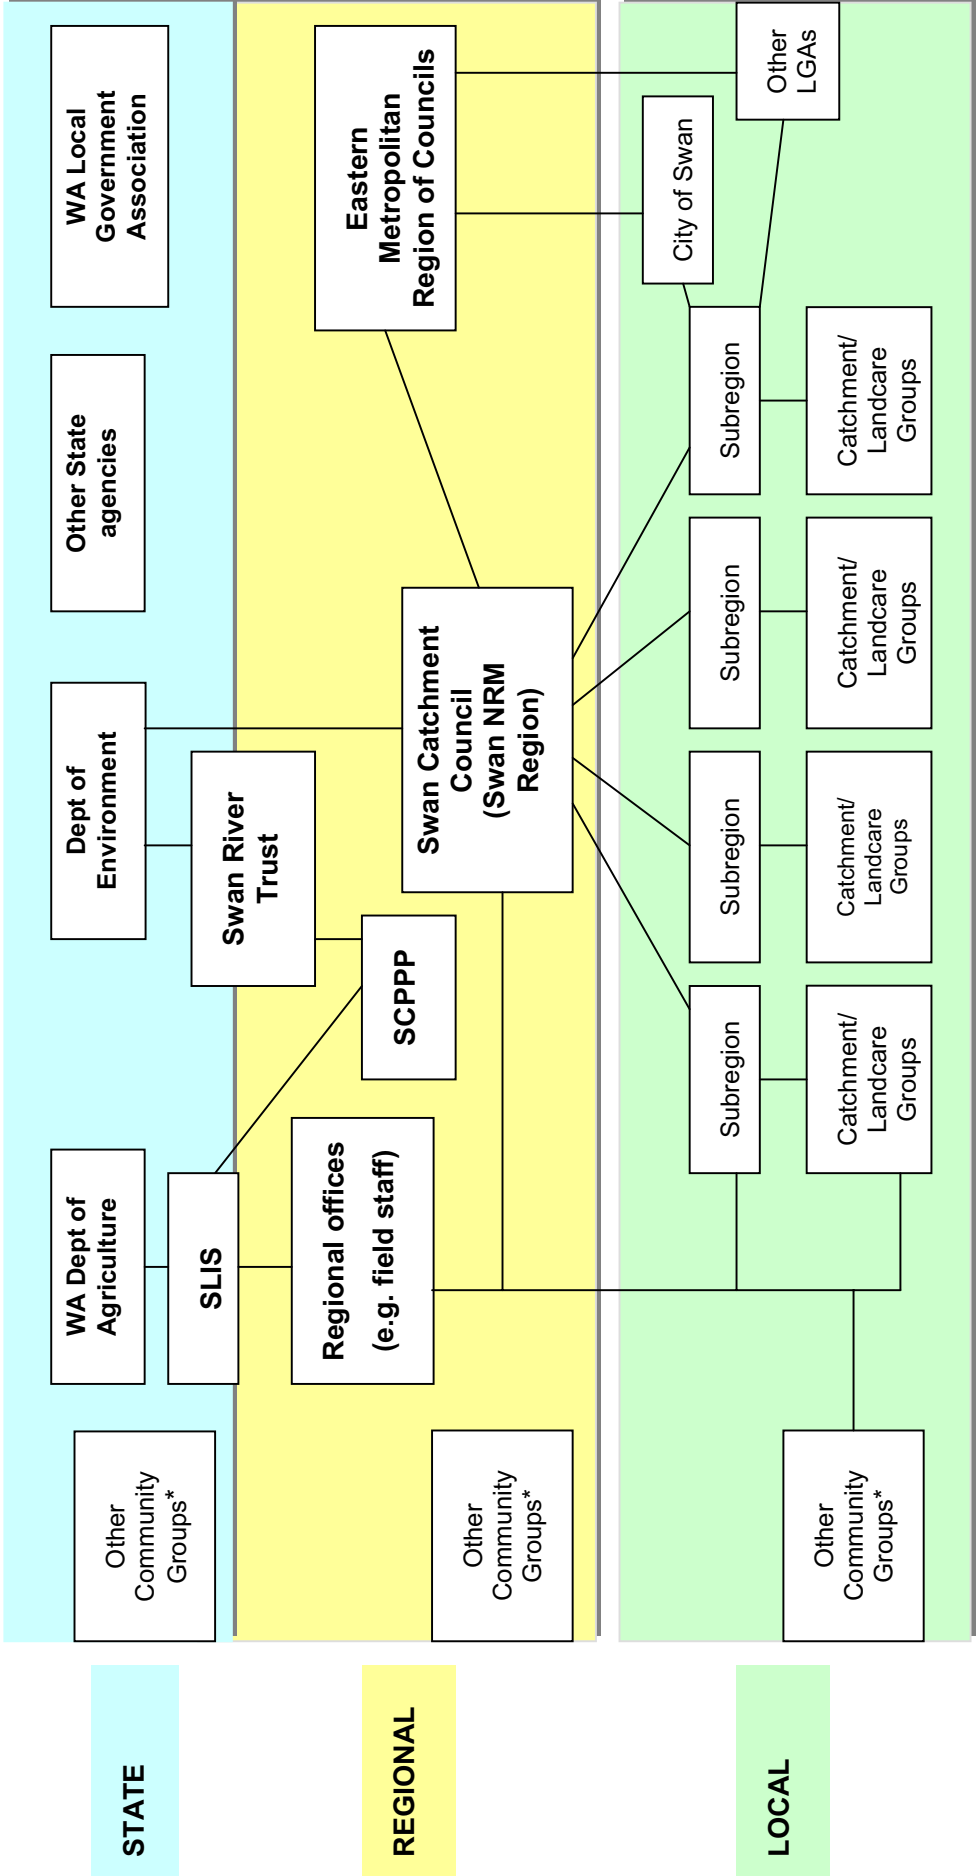 STATE
Other
Community
Groups*
WA Dept of
Agriculture
SLIS
Dept of
Environment
Swan River
Trust
Other State
agencies
WA Local
Government
Association
REGIONAL
Other
Community
Groups*
Regional offices
(e.g. field staff)
SCPPP
Swan Catchment
Council
(Swan NRM
Region)
Eastern
Metropolitan
Region of Councils
LOCAL
Other
Community
Groups*
Subregion
Catchment/
Landcare
Groups
Subregion
Catchment/
Landcare
Groups
Subregion
Catchment/
Landcare
Groups
Subregion
Catchment/
Landcare
Groups
City of Swan
Other
LGAs